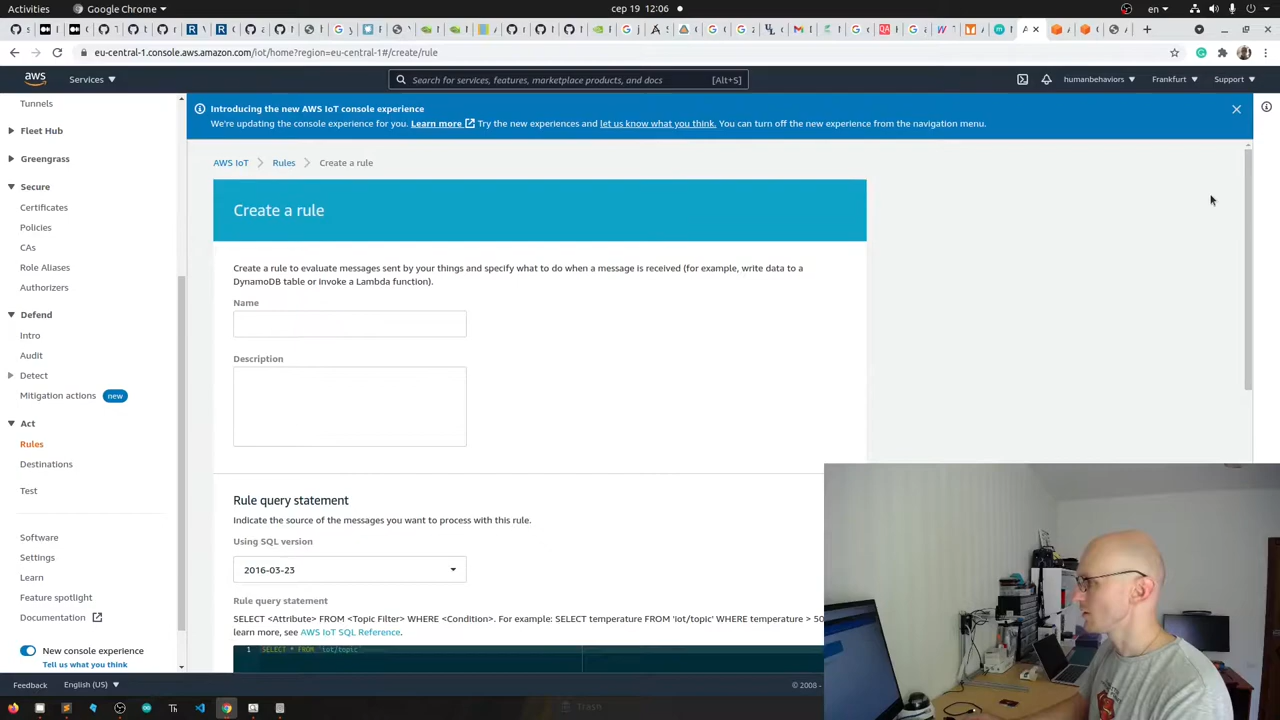 Activities
Google Chrome
сер 19 12:06
en
eu-central-1.console.aws.amazon.com/iot/home?region=eu-central-1#/create/rule
aws
Services
Search for services, features, marketplace products, and docs
[Alt+S]
humanbehaviors
Frankfurt
Support
Tunnels
Fleet Hub
Greengrass
Secure
Certificates
Policies
CAs
Role Aliases
Authorizers
Defend
Intro
Audit
Detect
Mitigation actions new
Act
Rules
Destinations
Test
Software
Settings
Learn
Feature spotlight
Documentation
New console experience
Tell us what you think
Introducing the new AWS IoT console experience
We're updating the console experience for you. Learn more Try the new experiences and let us know what you think. You can turn off the new experience from the navigation menu.
AWS IoT
Rules
Create a rule
Create a rule
Create a rule to evaluate messages sent by your things and specify what to do when a message is received (for example, write data to a
DynamoDB table or invoke a Lambda function).
Name
Description
Rule query statement
Indicate the source of the messages you want to process with this rule.
Using SQL version
2016-03-23
Rule query statement
SELECT <Attribute> FROM <Topic Filter> WHERE <Condition>. For example: SELECT temperature FROM 'iot/topic' WHERE temperature > 50
learn more, see AWS IoT SQL Reference.
1 SELECT * FROM 'iot/topic'
Feedback
English (US)
© 2008 -
Trash